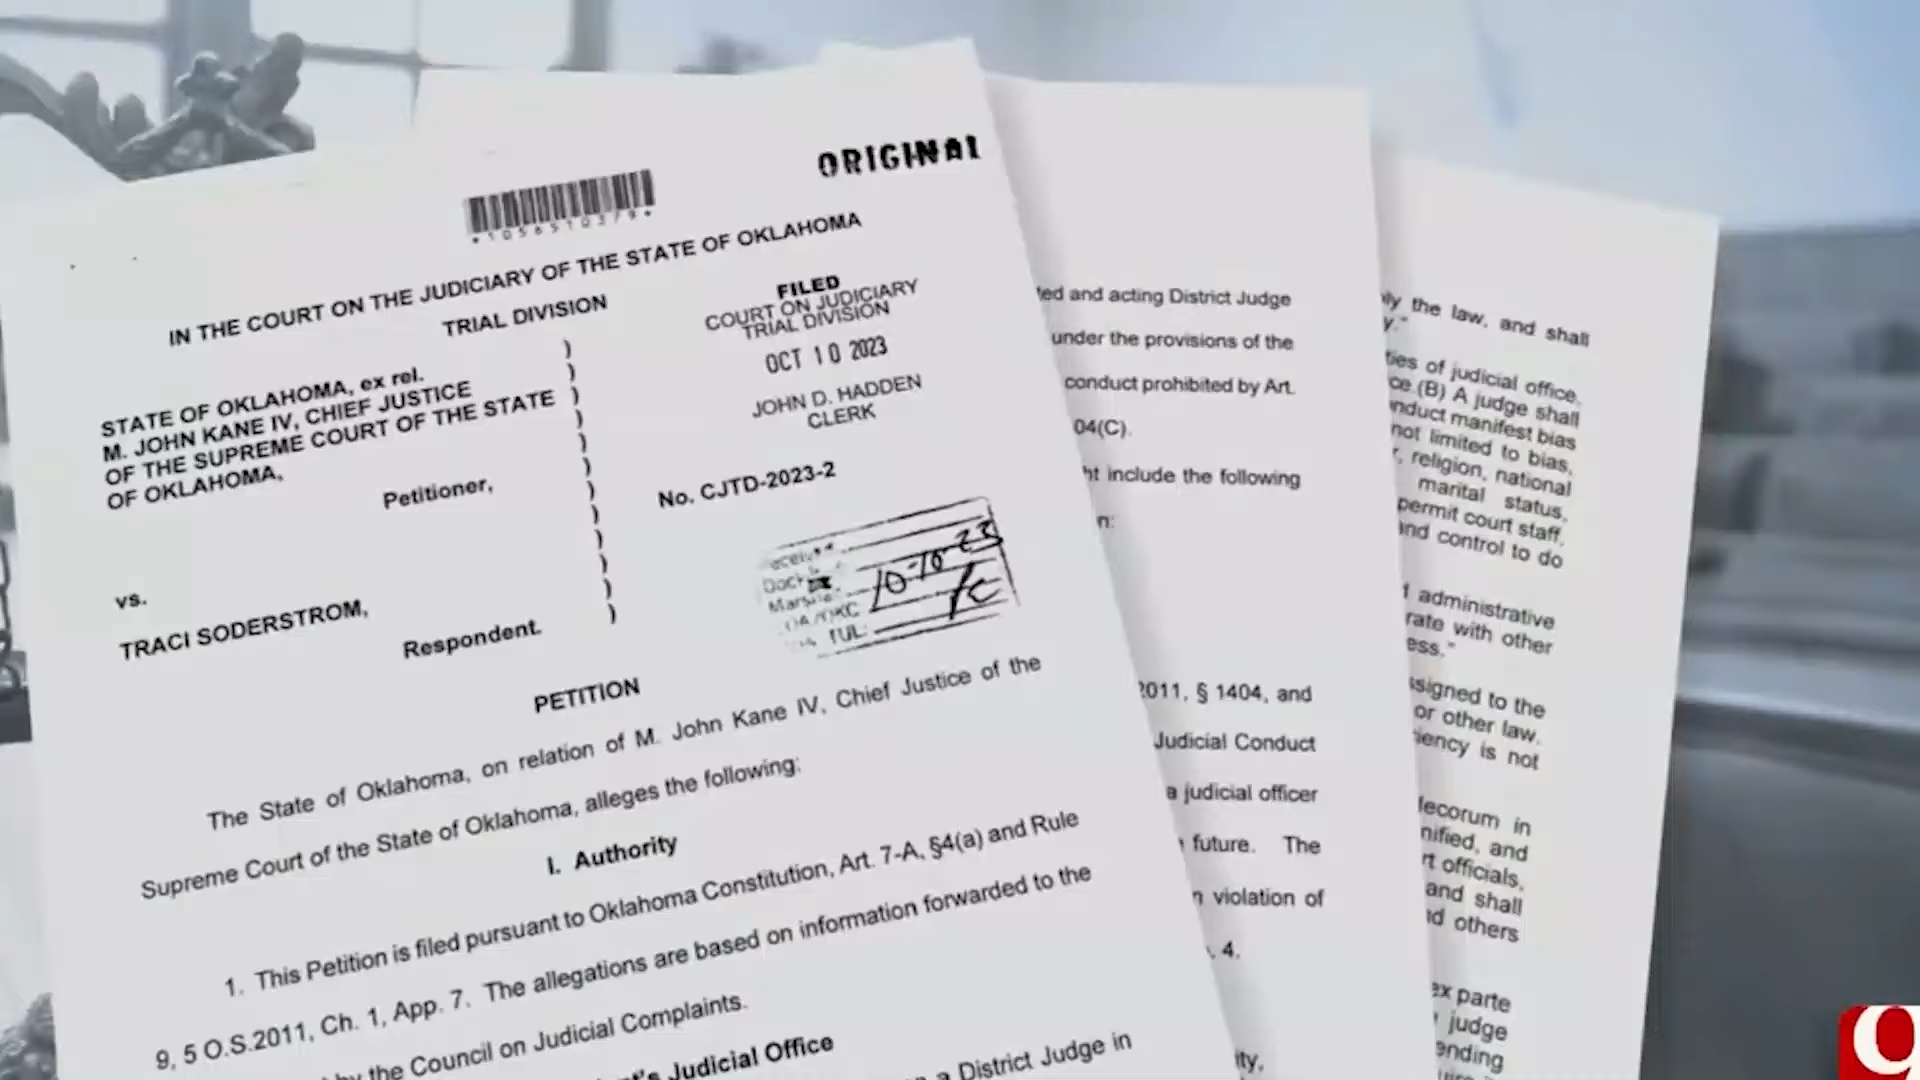 ORIGINAL
*1056510379*
IN THE COURT ON THE JUDICIARY OF THE STATE OF OKLAHOMA
TRIAL DIVISION
STATE OF OKLAHOMA, ex rel.
M. JOHN KANE IV, CHIEF JUSTICE
OF THE SUPREME COURT OF THE STATE
OF OKLAHOMA,
Petitioner,
vs.
TRACI SODERSTROM,
Respondent.
)
)
)
)
)
)
)
)
)
)
)
)
FILED
COURT ON JUDICIARY
TRIAL DIVISION
OCT 10 2023
JOHN D. HADDEN
CLERK
No. CJTD-2023-2
10-10-23
TUL:
PETITION
The State of Oklahoma, on relation of M. John Kane IV, Chief Justice of the
Supreme Court of the State of Oklahoma, alleges the following:
I. Authority
1. This Petition is filed pursuant to Oklahoma Constitution, Art. 7-A, §4(a) and Rule
9, 5 O.S.2011, Ch. 1, App. 7. The allegations are based on information forwarded to the
by the Council on Judicial Complaints.
Judicial Office
a District Judge in
and acting District Judge
under the provisions of the
conduct prohibited by Art.
04(C).
include the following
2011, § 1404, and
Judicial Conduct
a judicial officer
future. The
violation of
4.
the law, and shall
of judicial office.
(B) A judge shall
manifest bias
not limited to bias,
religion, national
marital status,
permit court staff,
and control to do
administrative
with other
to the
or other law.
is not
decorum in
and
officials,
and shall
others
ex parte
judge
9